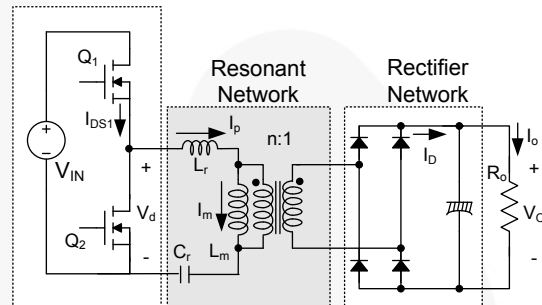 Q1
IDS1
VIN
+
Vd
-
Q2
Resonant
Network
Ip
n:1
Lr
Im
Lm
Cr
Rectifier
Network
ID
Io
Ro
+
VO
-